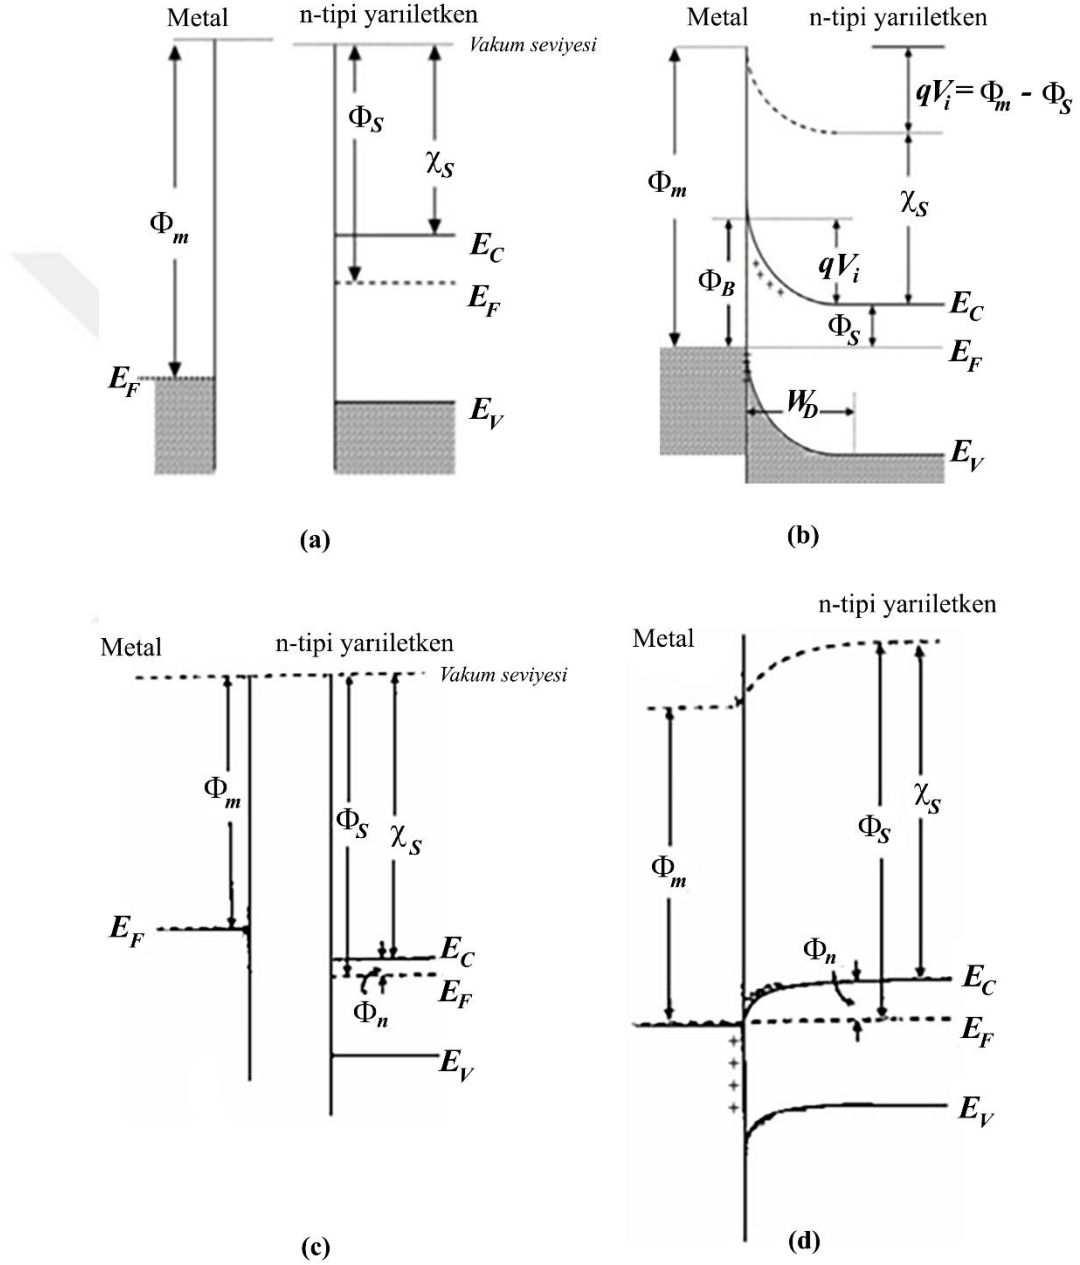 Metal
n-tipi yarıiletken
Vakum seviyesi
Φm
ΦS
χS
EC
EF
EF
EV
(a)
Metal
n-tipi yarıiletken
qVi=Φm - ΦS
Φm
χS
ΦB
qVi
EC
ΦS
EF
WD
EV
(b)
Metal
n-tipi yarıiletken
Vakum seviyesi
Φm
ΦS
χS
EF
EC
EF
Φn
EV
(c)
n-tipi yarıiletken
Metal
Φm
ΦS
χS
Φn
EC
EF
EV
(d)